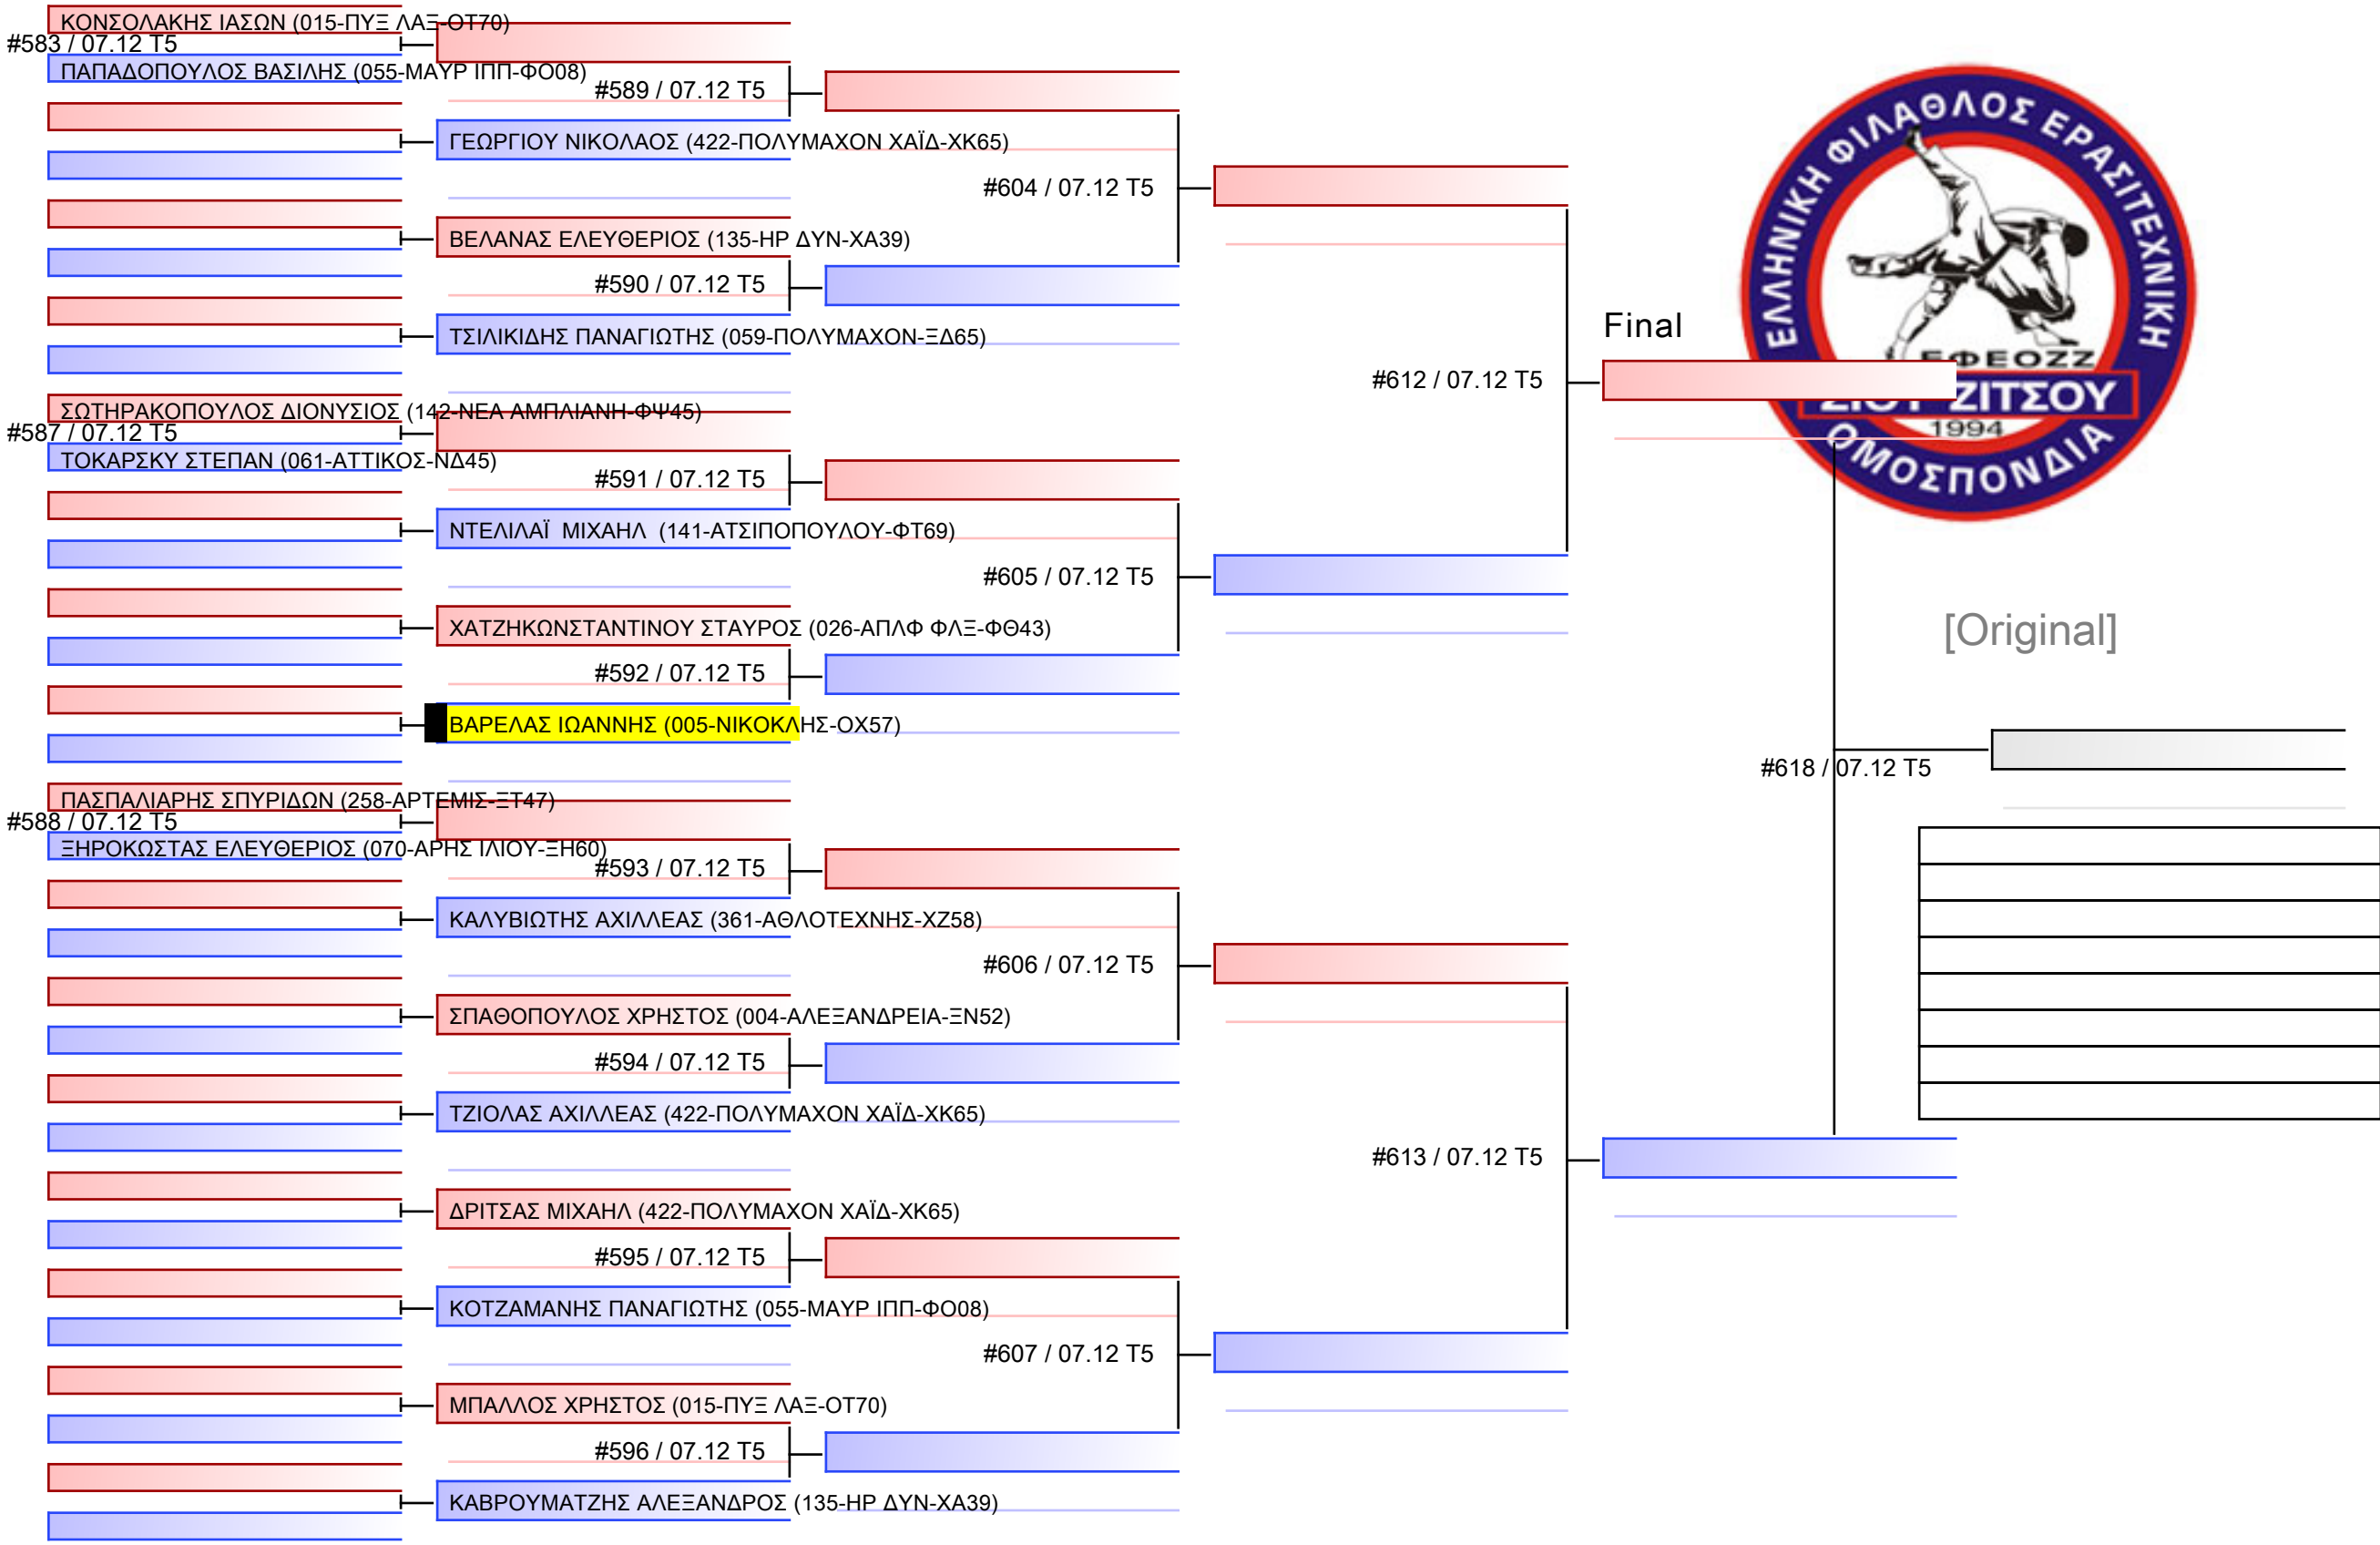 ΚΟΝΣΟΛΑΚΗΣ ΙΑΣΩΝ (015-ΠΥΞ ΛΑΞ-ΟΤ70)
#583 / 07.12 T5
ΠΑΠΑΔΟΠΟΥΛΟΣ ΒΑΣΙΛΗΣ (055-ΜΑΥΡ ΙΠΠ-ΦΟ08)
#589 / 07.12 T5
ΓΕΩΡΓΙΟΥ ΝΙΚΟΛΑΟΣ (422-ΠΟΛΥΜΑΧΟΝ ΧΑΪΔ-ΧΚ65)
#604 / 07.12 T5
ΒΕΛΑΝΑΣ ΕΛΕΥΘΕΡΙΟΣ (135-ΗΡ ΔΥΝ-ΧΑ39)
#590 / 07.12 T5
ΤΣΙΛΙΚΙΔΗΣ ΠΑΝΑΓΙΩΤΗΣ (059-ΠΟΛΥΜΑΧΟΝ-ΞΔ65)
#612 / 07.12 T5
ΣΩΤΗΡΑΚΟΠΟΥΛΟΣ ΔΙΟΝΥΣΙΟΣ (142-ΝΕΑ ΑΜΠΛΙΑΝΗ-ΦΨ45)
#587 / 07.12 T5
ΤΟΚΑΡΣΚΥ ΣΤΕΠΑΝ (061-ΑΤΤΙΚΟΣ-ΝΔ45)
#591 / 07.12 T5
ΝΤΕΛΙΛΑΪ  ΜΙΧΑΗΛ  (141-ΑΤΣΙΠΟΠΟΥΛΟΥ-ΦΤ69)
#605 / 07.12 T5
ΧΑΤΖΗΚΩΝΣΤΑΝΤΙΝΟΥ ΣΤΑΥΡΟΣ (026-ΑΠΛΦ ΦΛΞ-ΦΘ43)
#592 / 07.12 T5
ΒΑΡΕΛΑΣ ΙΩΑΝΝΗΣ (005-ΝΙΚΟΚΛΗΣ-ΟΧ57)
ΠΑΣΠΑΛΙΑΡΗΣ ΣΠΥΡΙΔΩΝ (258-ΑΡΤΕΜΙΣ-ΞΤ47)
#588 / 07.12 T5
ΞΗΡΟΚΩΣΤΑΣ ΕΛΕΥΘΕΡΙΟΣ (070-ΑΡΗΣ ΙΛΙΟΥ-ΞΗ60)
#593 / 07.12 T5
ΚΑΛΥΒΙΩΤΗΣ ΑΧΙΛΛΕΑΣ (361-ΑΘΛΟΤΕΧΝΗΣ-ΧΖ58)
#606 / 07.12 T5
ΣΠΑΘΟΠΟΥΛΟΣ ΧΡΗΣΤΟΣ (004-ΑΛΕΞΑΝΔΡΕΙΑ-ΞΝ52)
#594 / 07.12 T5
ΤΖΙΟΛΑΣ ΑΧΙΛΛΕΑΣ (422-ΠΟΛΥΜΑΧΟΝ ΧΑΪΔ-ΧΚ65)
#613 / 07.12 T5
ΔΡΙΤΣΑΣ ΜΙΧΑΗΛ (422-ΠΟΛΥΜΑΧΟΝ ΧΑΪΔ-ΧΚ65)
#595 / 07.12 T5
ΚΟΤΖΑΜΑΝΗΣ ΠΑΝΑΓΙΩΤΗΣ (055-ΜΑΥΡ ΙΠΠ-ΦΟ08)
#607 / 07.12 T5
ΜΠΑΛΛΟΣ ΧΡΗΣΤΟΣ (015-ΠΥΞ ΛΑΞ-ΟΤ70)
#596 / 07.12 T5
ΚΑΒΡΟΥΜΑΤΖΗΣ ΑΛΕΞΑΝΔΡΟΣ (135-ΗΡ ΔΥΝ-ΧΑ39)
Final
ΕΛΛΗΝΙΚΗ ΦΙΛΑΘΛΟΣ ΕΡΑΣΙΤΕΧΝΙΚΗ
ΕΦΕΟΖΖ
ΖΙΟΥ ΖΙΤΣΟΥ
1994
ΟΜΟΣΠΟΝΔΙΑ
[Original]
#618 / 07.12 T5